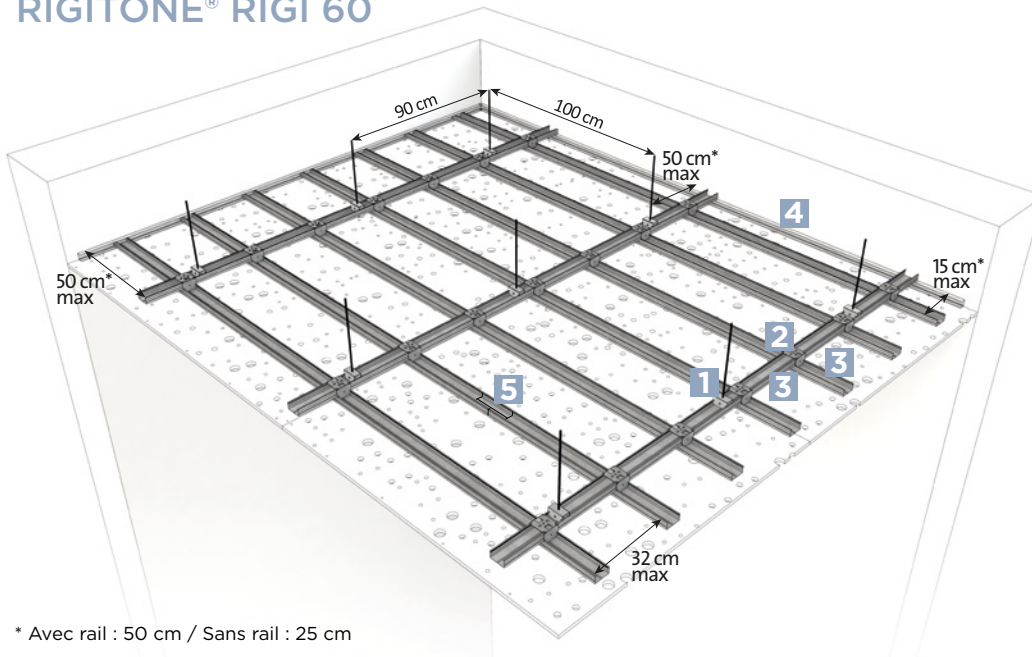 RIGITONE® RIGI 60
90 cm
100 cm
50 cm*
max
4
50 cm*
max
15 cm*
max
2
3
1
3
5
32 cm
max
* Avec rail : 50 cm / Sans rail : 25 cm